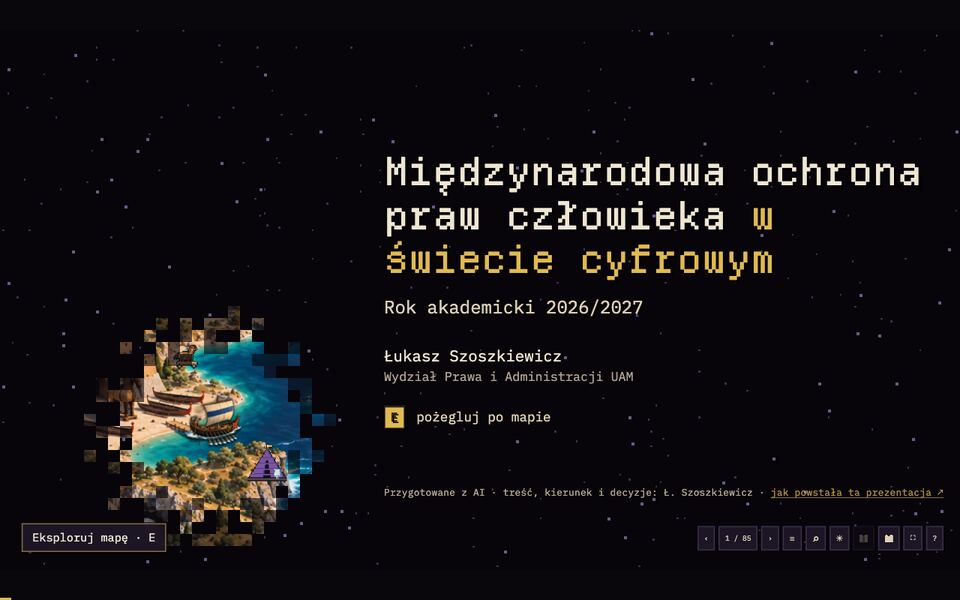 Międzynarodowa ochrona
praw człowieka w
świecie cyfrowym
Rok akademicki 2026/2027
Łukasz Szoszkiewicz
Wydział Prawa i Administracji UAM
E pożegluj po mapie
Przygotowane z AI · treść, kierunek i decyzje: Ł. Szoszkiewicz · jak powstała ta prezentacja ↗
Eksploruj mapę · E
‹ 1 / 85 › ?